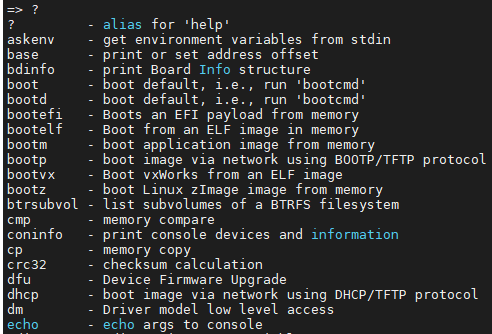 => ?
? - alias for 'help'
askenv - get environment variables from stdin
base - print or set address offset
bdinfo - print Board Info structure
boot - boot default, i.e., run 'bootcmd'
bootd - boot default, i.e., run 'bootcmd'
bootefi - Boots an EFI payload from memory
bootelf - Boot from an ELF image in memory
bootm - boot application image from memory
bootp - boot image via network using BOOTP/TFTP protocol
bootvx - Boot vxWorks from an ELF image
bootz - boot Linux zImage image from memory
btrsubvol - list subvolumes of a BTRFS filesystem
cmp - memory compare
coninfo - print console devices and information
cp - memory copy
crc32 - checksum calculation
dfu - Device Firmware Upgrade
dhcp - boot image via network using DHCP/TFTP protocol
dm - Driver model low level access
echo - echo args to console